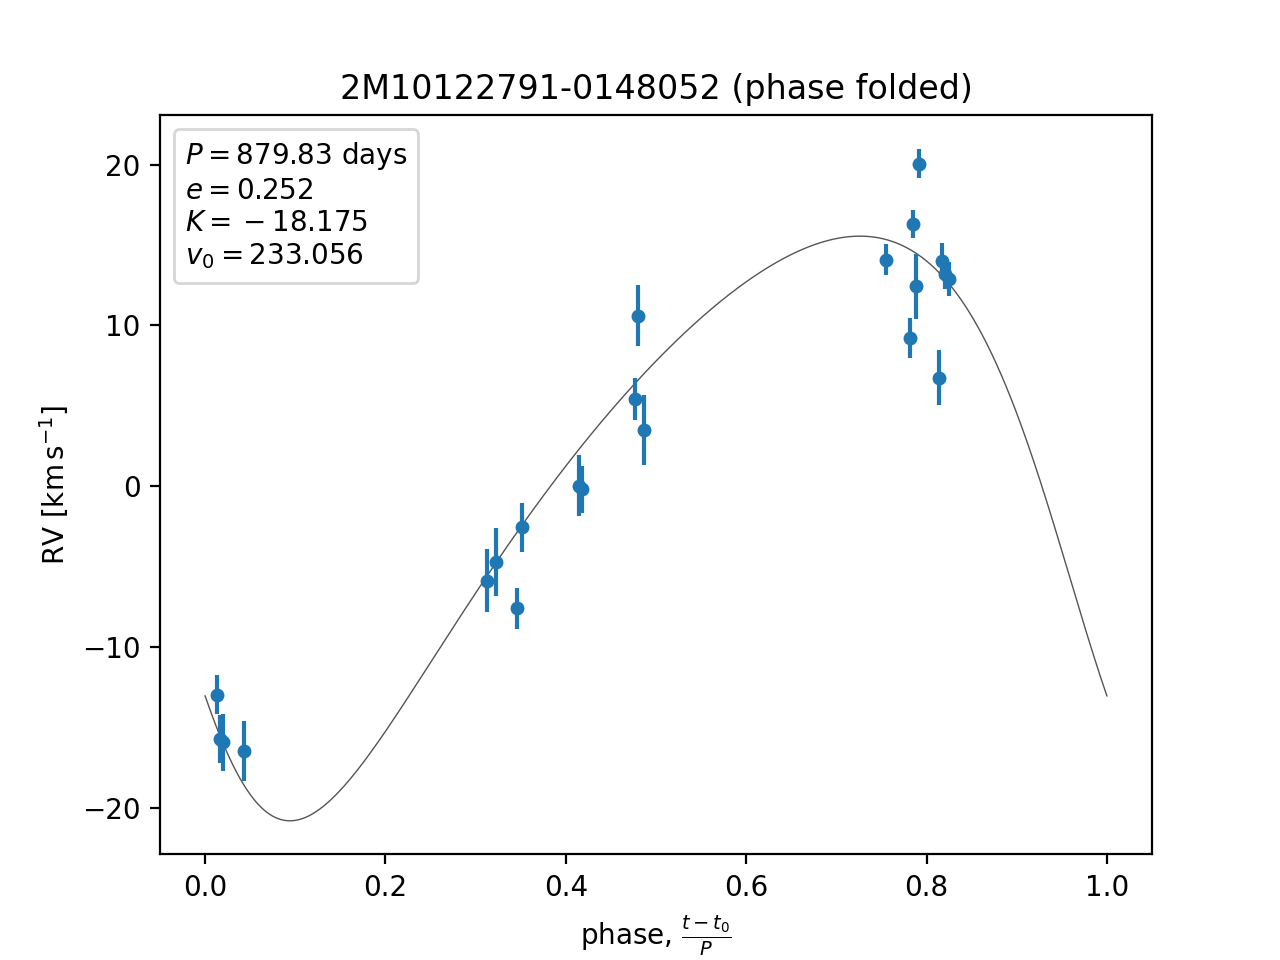 2M10122791-0148052 (phase folded)
P = 879.83 days
e = 0.252
K = −18.175
v₀ = 233.056
20
10
0
−10
−20
RV [km s⁻¹]
0.0 0.2 0.4 0.6 0.8 1.0
phase, (t − t₀)/P